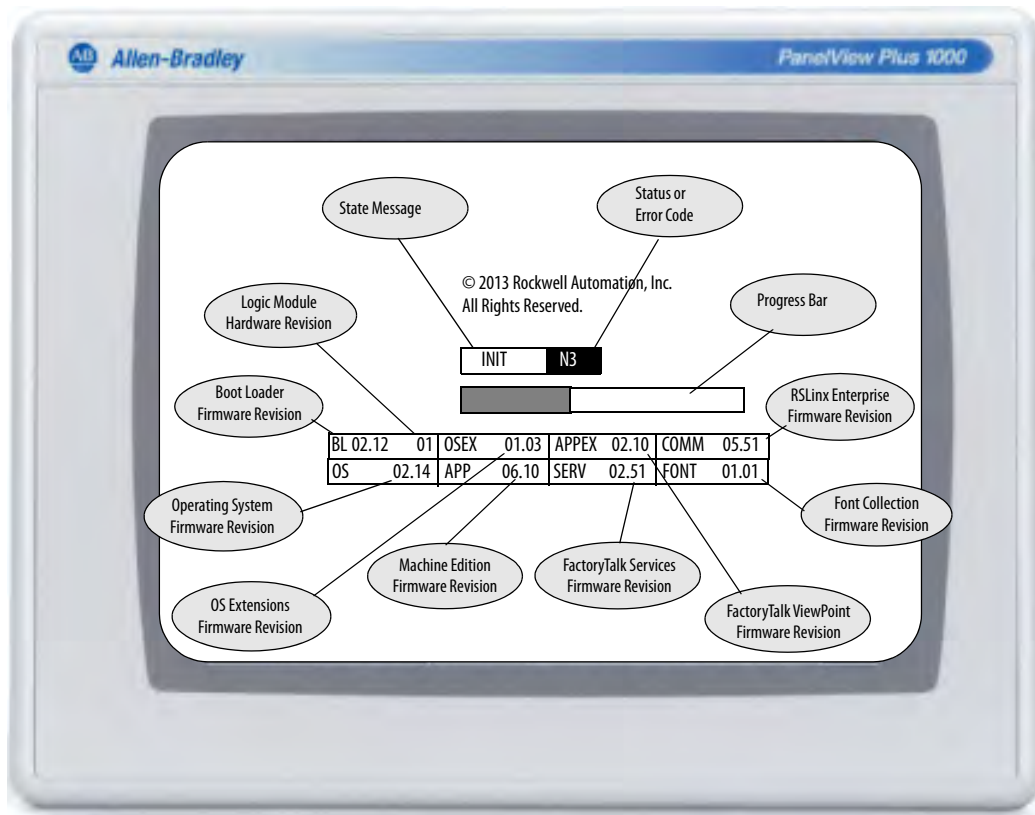 AB Allen-Bradley
PanelView Plus 1000
State Message
Status or
Error Code
© 2013 Rockwell Automation, Inc.
All Rights Reserved.
Logic Module
Hardware Revision
Progress Bar
INIT N3
Boot Loader
Firmware Revision
RSLinx Enterprise
Firmware Revision
BL 02.12 01 OSEX 01.03 APPEX 02.10 COMM 05.51
OS 02.14 APP 06.10 SERV 02.51 FONT 01.01
Operating System
Firmware Revision
Font Collection
Firmware Revision
Machine Edition
Firmware Revision
FactoryTalk Services
Firmware Revision
OS Extensions
Firmware Revision
FactoryTalk ViewPoint
Firmware Revision